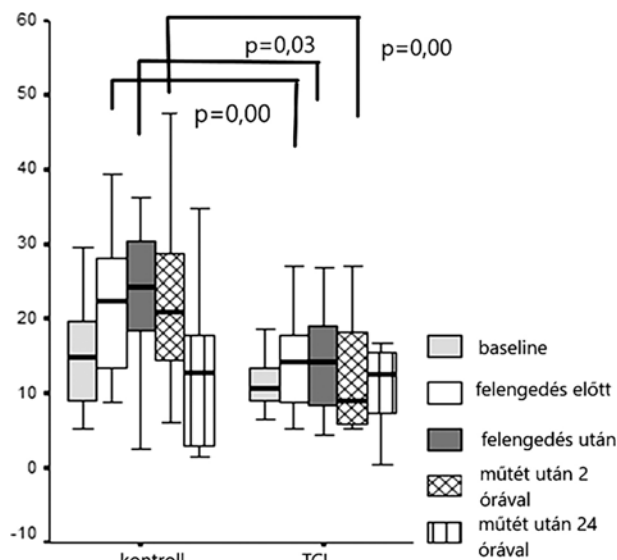 60
50
40
30
20
10
0
-10
p=0,03
p=0,00
p=0,00
baseline
felengedés előtt
felengedés után
műtét után 2
órával
műtét után 24
órával
kontroll
TCI